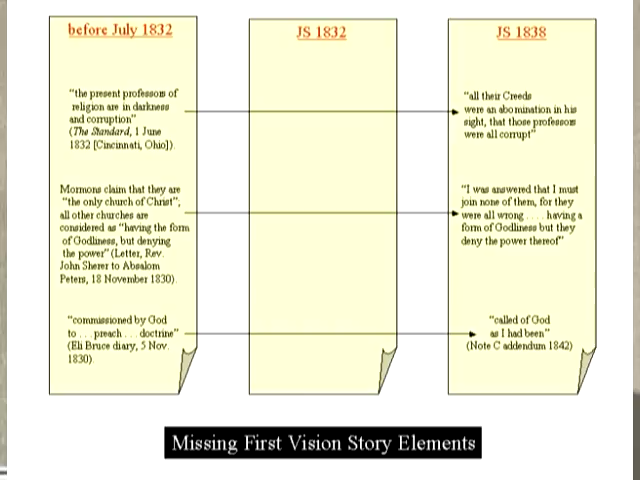 before July 1832
"the present professors of
religion are in darkness
and corruption"
(The Standard, 1 June
1832 [Cincinnati, Ohio]).
Mormons claim that they are
"the only church of Christ";
all other churches are
considered as "having the form
of Godliness, but denying
the power" (Letter, Rev.
John Sherer to Absalom
Peters, 18 November 1830).
"commissioned by God
to . . . preach . . . doctrine"
(Eli Bruce diary, 5 Nov.
1830).
JS 1832
JS 1838
"all their Creeds
were an abomination in his
sight, that those professors
were all corrupt"
"I was answered that I must
join none of them, for they
were all wrong . . . . having a
form of Godliness but they
deny the power thereof"
"called of God
as I had been"
(Note C addendum 1842)
Missing First Vision Story Elements